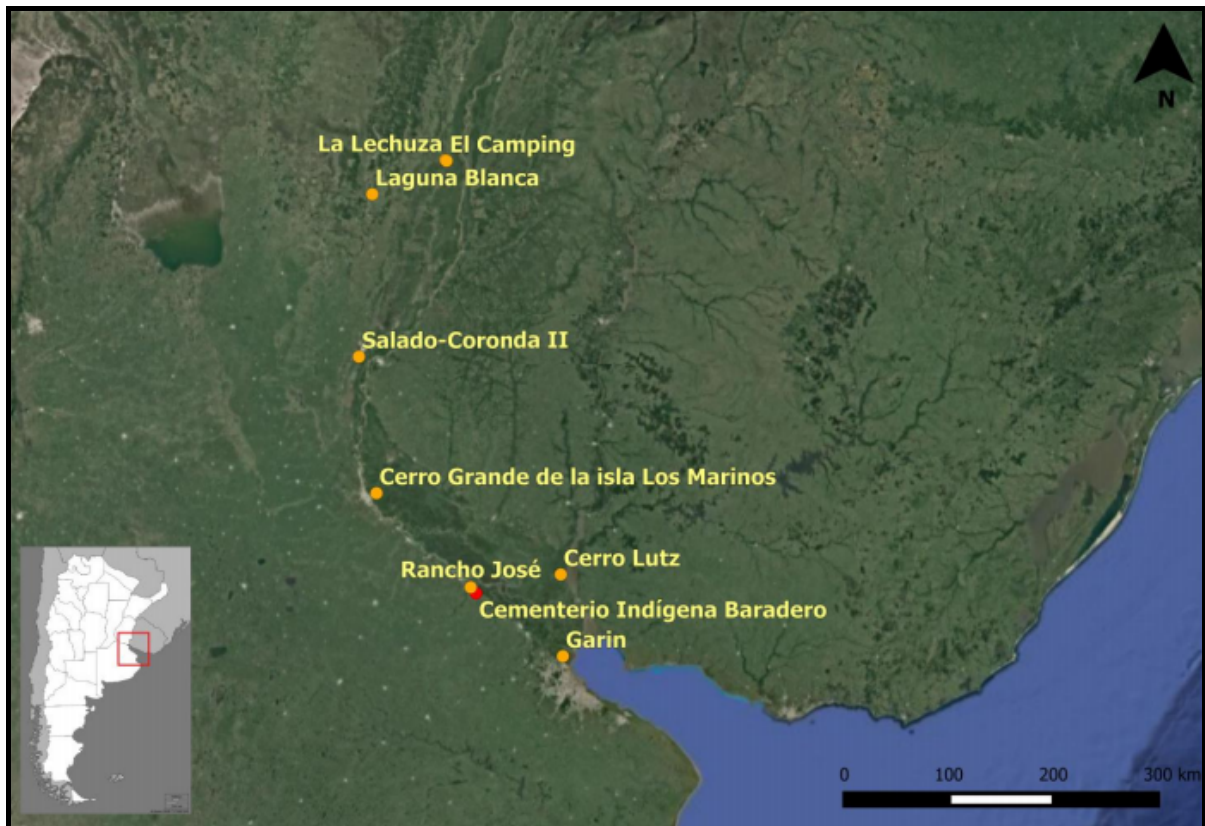 N
La Lechuza El Camping
Laguna Blanca
Salado-Coronda II
Cerro Grande de la isla Los Marinos
Cerro Lutz
Rancho José
Cementerio Indígena Baradero
Garin
0 100 200 300 km